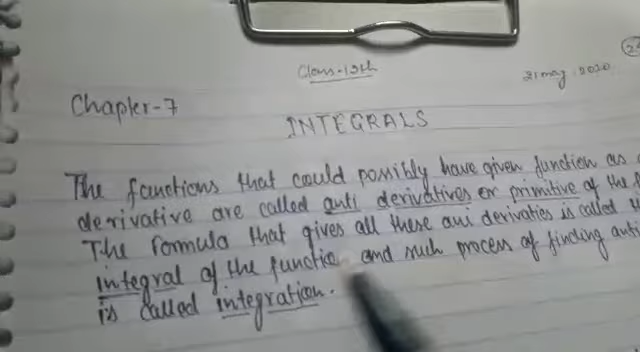 Class-12th
21 may, 2020
Chapter-7
INTEGRALS
The functions that could possibly have given function as
derivative are called anti derivatives or primitive of the
The formula that gives all these anti derivaties is called
integral of the function and such process of finding anti
is called integration.